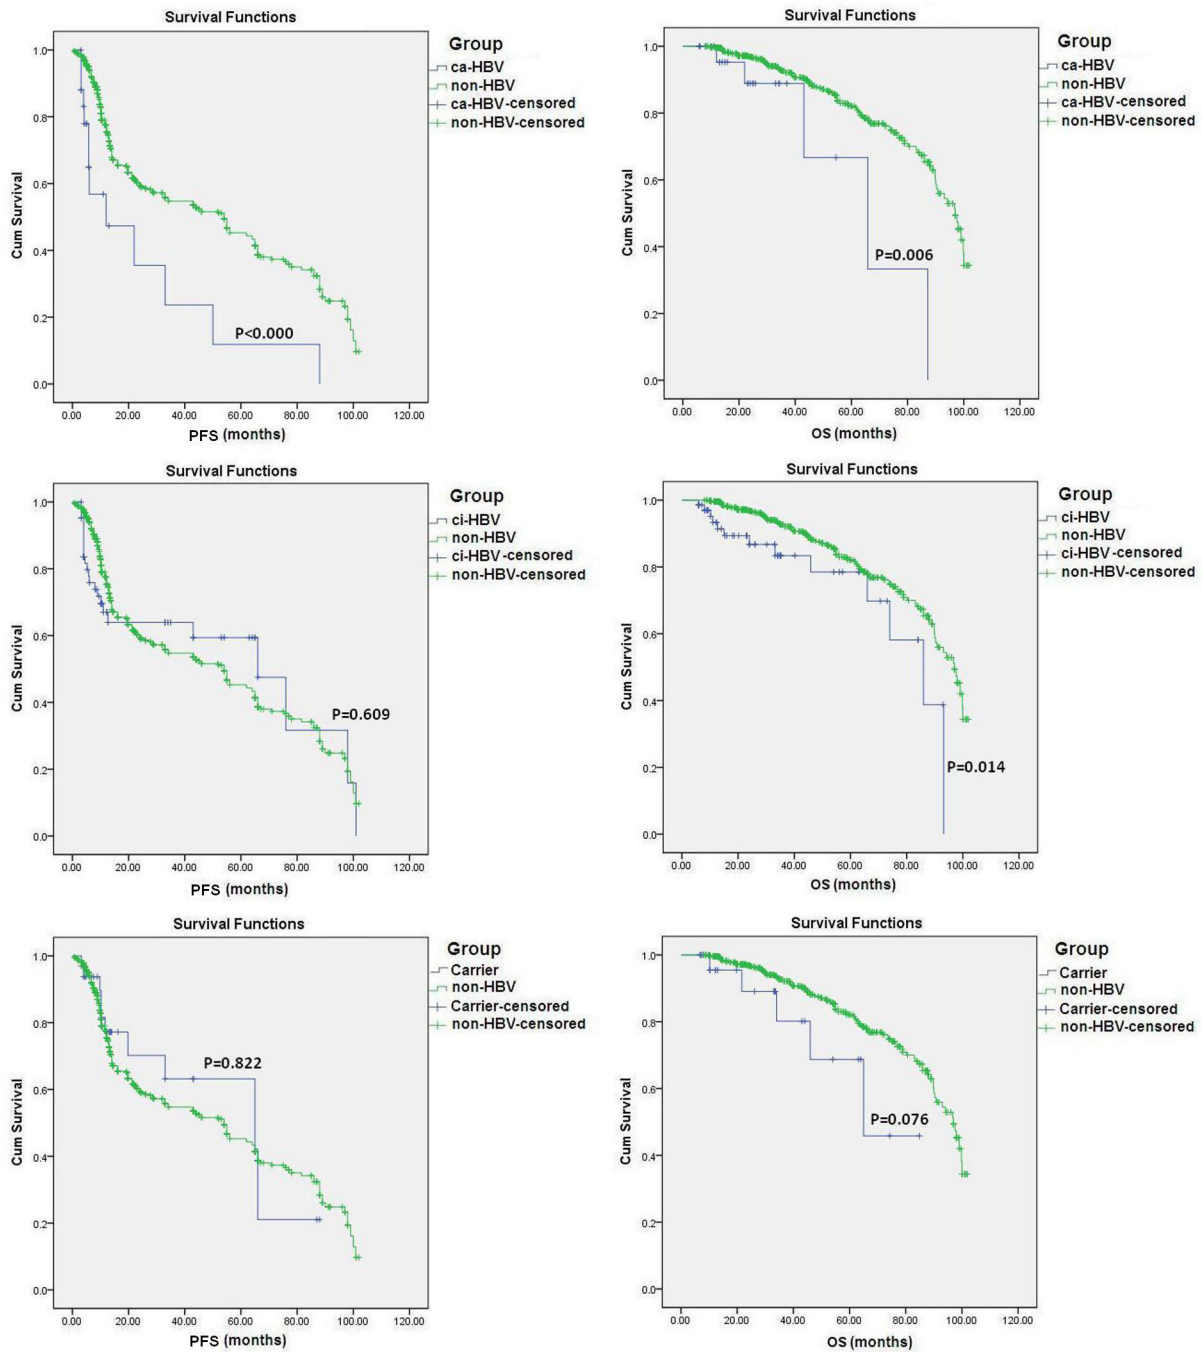 Survival Functions
Group
ca-HBV
non-HBV
ca-HBV-censored
non-HBV-censored
1.0
0.8
0.6
0.4
0.2
0.0
Cum Survival
P<0.000
0.00 20.00 40.00 60.00 80.00 100.00 120.00
PFS (months)
Survival Functions
Group
ca-HBV
non-HBV
ca-HBV-censored
non-HBV-censored
1.0
0.8
0.6
0.4
0.2
0.0
Cum Survival
P=0.006
0.00 20.00 40.00 60.00 80.00 100.00 120.00
OS (months)
Survival Functions
Group
ci-HBV
non-HBV
ci-HBV-censored
non-HBV-censored
1.0
0.8
0.6
0.4
0.2
0.0
Cum Survival
P=0.609
0.00 20.00 40.00 60.00 80.00 100.00 120.00
PFS (months)
Survival Functions
Group
ci-HBV
non-HBV
ci-HBV-censored
non-HBV-censored
1.0
0.8
0.6
0.4
0.2
0.0
Cum Survival
P=0.014
0.00 20.00 40.00 60.00 80.00 100.00 120.00
OS (months)
Survival Functions
Group
Carrier
non-HBV
Carrier-censored
non-HBV-censored
1.0
0.8
0.6
0.4
0.2
0.0
Cum Survival
P=0.822
0.00 20.00 40.00 60.00 80.00 100.00 120.00
PFS (months)
Survival Functions
Group
Carrier
non-HBV
Carrier-censored
non-HBV-censored
1.0
0.8
0.6
0.4
0.2
0.0
Cum Survival
P=0.076
0.00 20.00 40.00 60.00 80.00 100.00 120.00
OS (months)